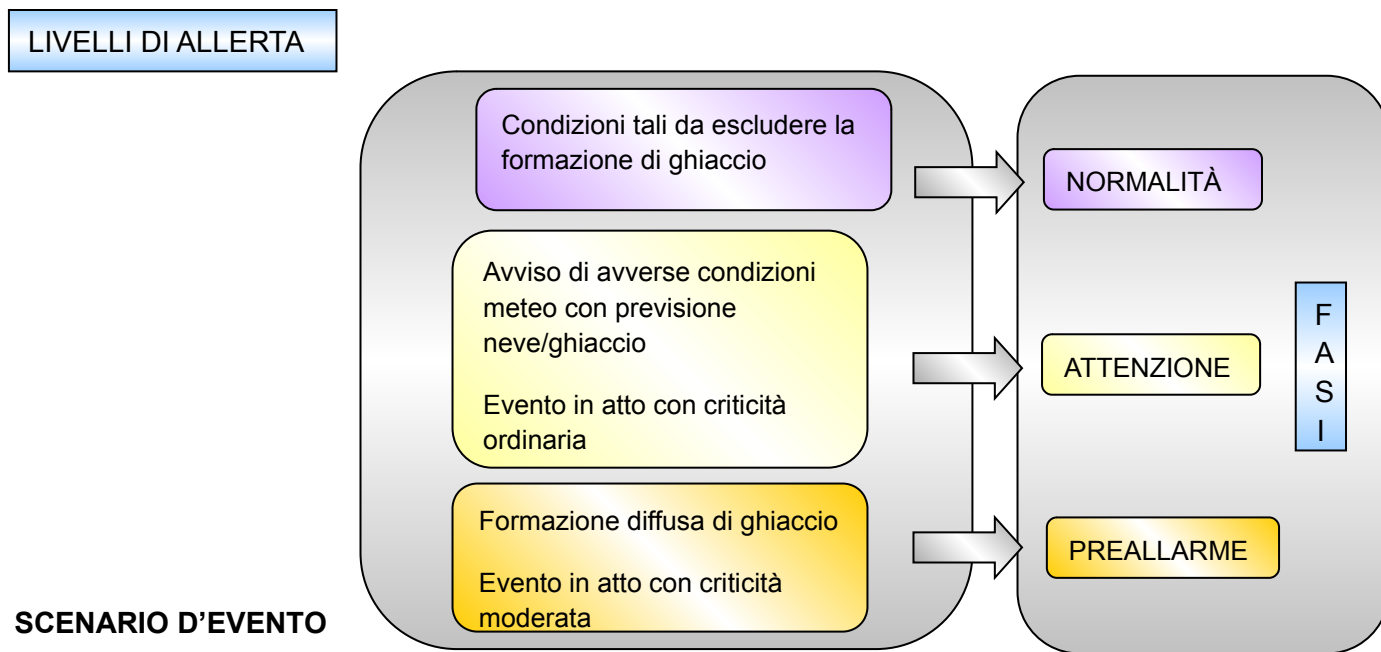 LIVELLI DI ALLERTA
Condizioni tali da escludere la
formazione di ghiaccio
NORMALITÀ
Avviso di avverse condizioni
meteo con previsione
neve/ghiaccio
Evento in atto con criticità
ordinaria
ATTENZIONE
F
A
S
I
Formazione diffusa di ghiaccio
Evento in atto con criticità
moderata
PREALLARME
SCENARIO D’EVENTO